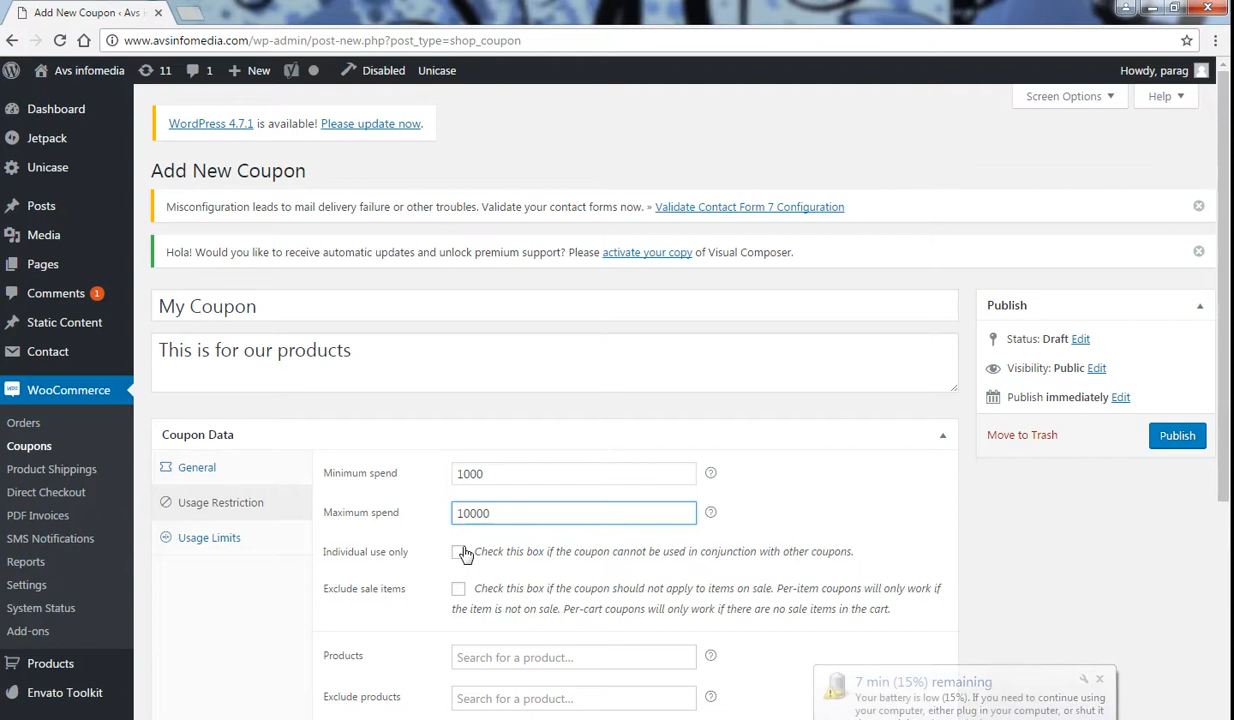 Add New Coupon ‹ Avs i
www.avsinfomedia.com/wp-admin/post-new.php?post_type=shop_coupon
Avs infomedia 11 1 New Disabled Unicase Howdy, parag
Screen Options Help
Dashboard
Jetpack
Unicase
Posts
Media
Pages
Comments 1
Static Content
Contact
WooCommerce
Orders
Coupons
Product Shippings
Direct Checkout
PDF Invoices
SMS Notifications
Reports
Settings
System Status
Add-ons
Products
Envato Toolkit
WordPress 4.7.1 is available! Please update now.
Add New Coupon
Misconfiguration leads to mail delivery failure or other troubles. Validate your contact forms now. » Validate Contact Form 7 Configuration
Hola! Would you like to receive automatic updates and unlock premium support? Please activate your copy of Visual Composer.
My Coupon
This is for our products
Coupon Data
General
Usage Restriction
Usage Limits
Minimum spend 1000
Maximum spend 10000
Individual use only Check this box if the coupon cannot be used in conjunction with other coupons.
Exclude sale items Check this box if the coupon should not apply to items on sale. Per-item coupons will only work if
the item is not on sale. Per-cart coupons will only work if there are no sale items in the cart.
Products Search for a product...
Exclude products Search for a product...
Publish
Status: Draft Edit
Visibility: Public Edit
Publish immediately Edit
Move to Trash Publish
7 min (15%) remaining
Your battery is low (15%). If you need to continue using
your computer, either plug in your computer, or shut it